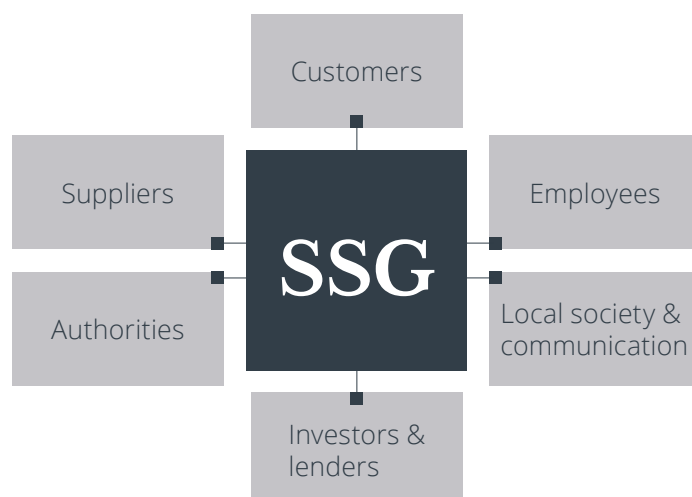 Customers
Suppliers
Employees
SSG
Authorities
Local society &
communication
Investors &
lenders